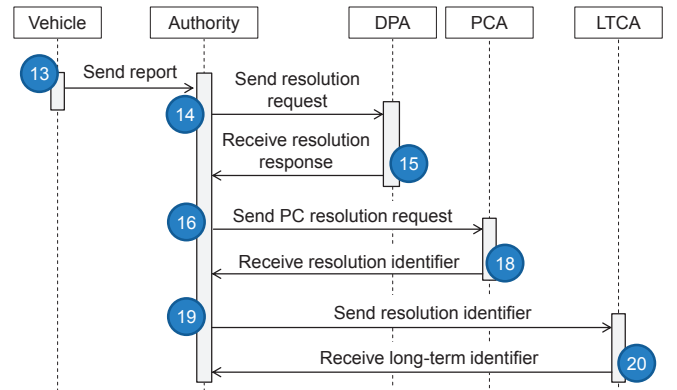 Vehicle Authority DPA PCA LTCA
13 Send report
Send resolution
request
14
Receive resolution
response
15
16 Send PC resolution request
Receive resolution identifier 18
19 Send resolution identifier
Receive long-term identifier 20